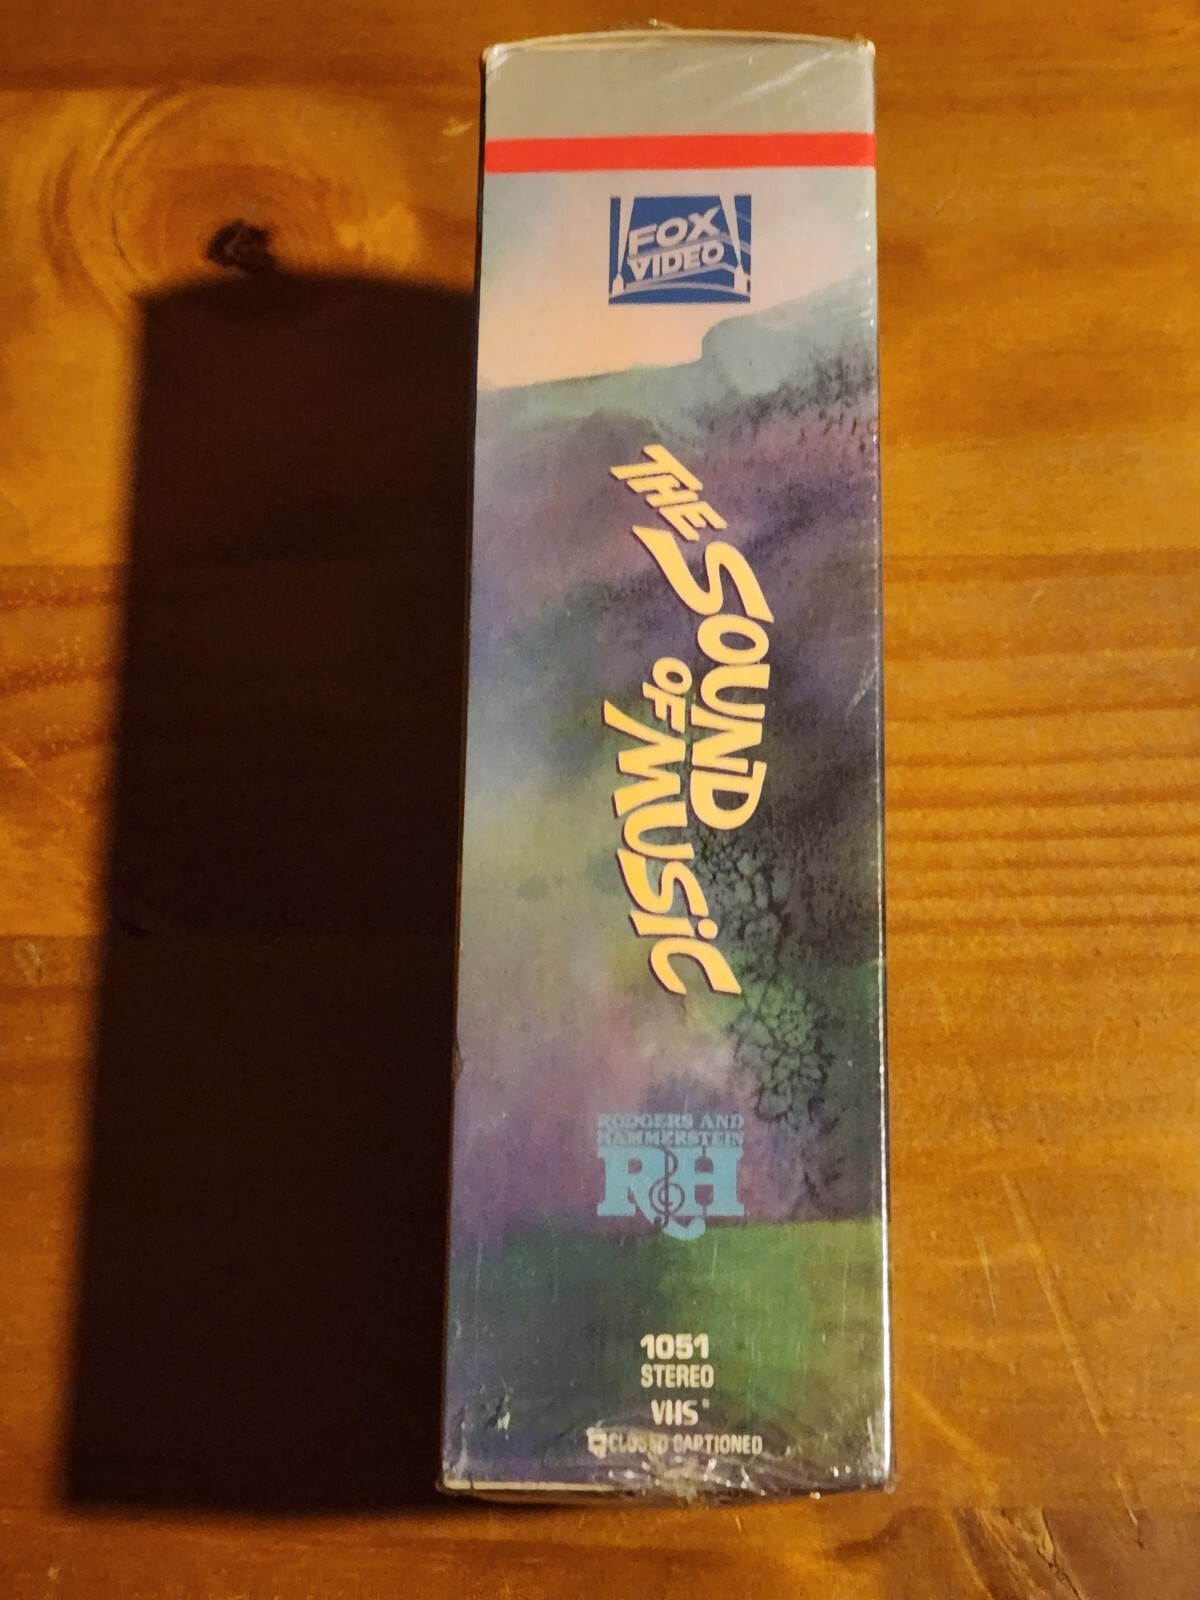 FOX
VIDEO
THE SOUND
OF MUSiC
RODGERS AND
HAMMERSTEIN
R&H
1051
STEREO
VHS®
CLOSED CAPTIONED